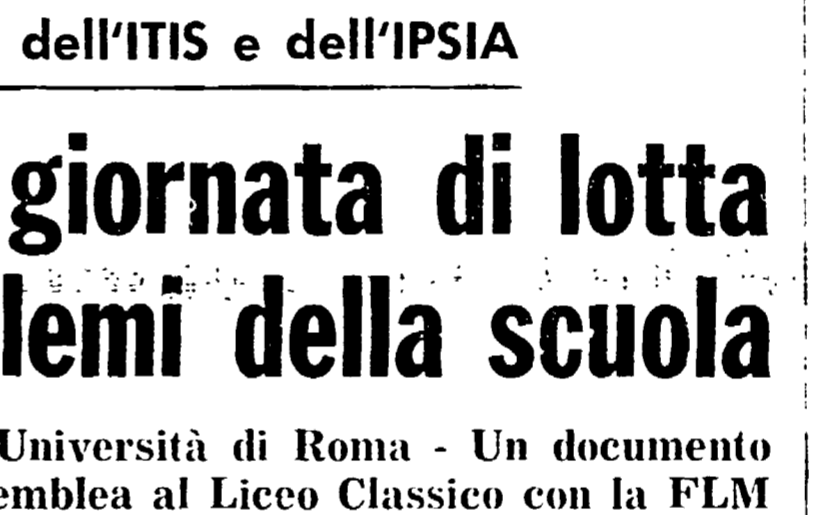 dell'ITIS e dell'IPSIA
giornata di lotta
lemi della scuola
Università di Roma - Un documento
emblea al Liceo Classico con la FLM